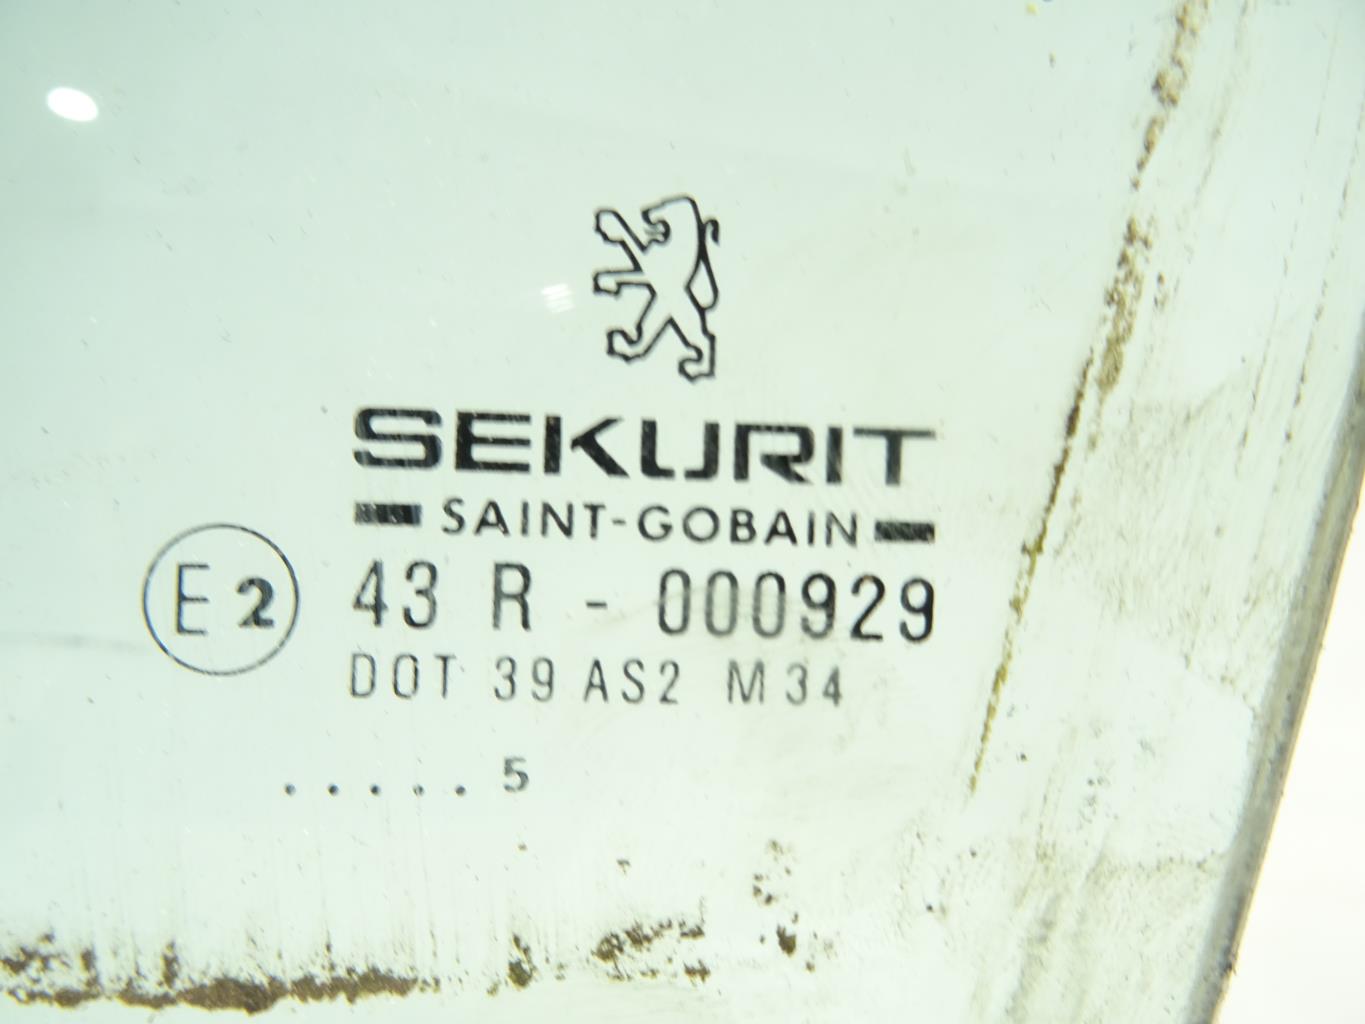 SEKURIT
SAINT-GOBAIN
E2 43 R - 000929
DOT 39 AS2 M34
.....5